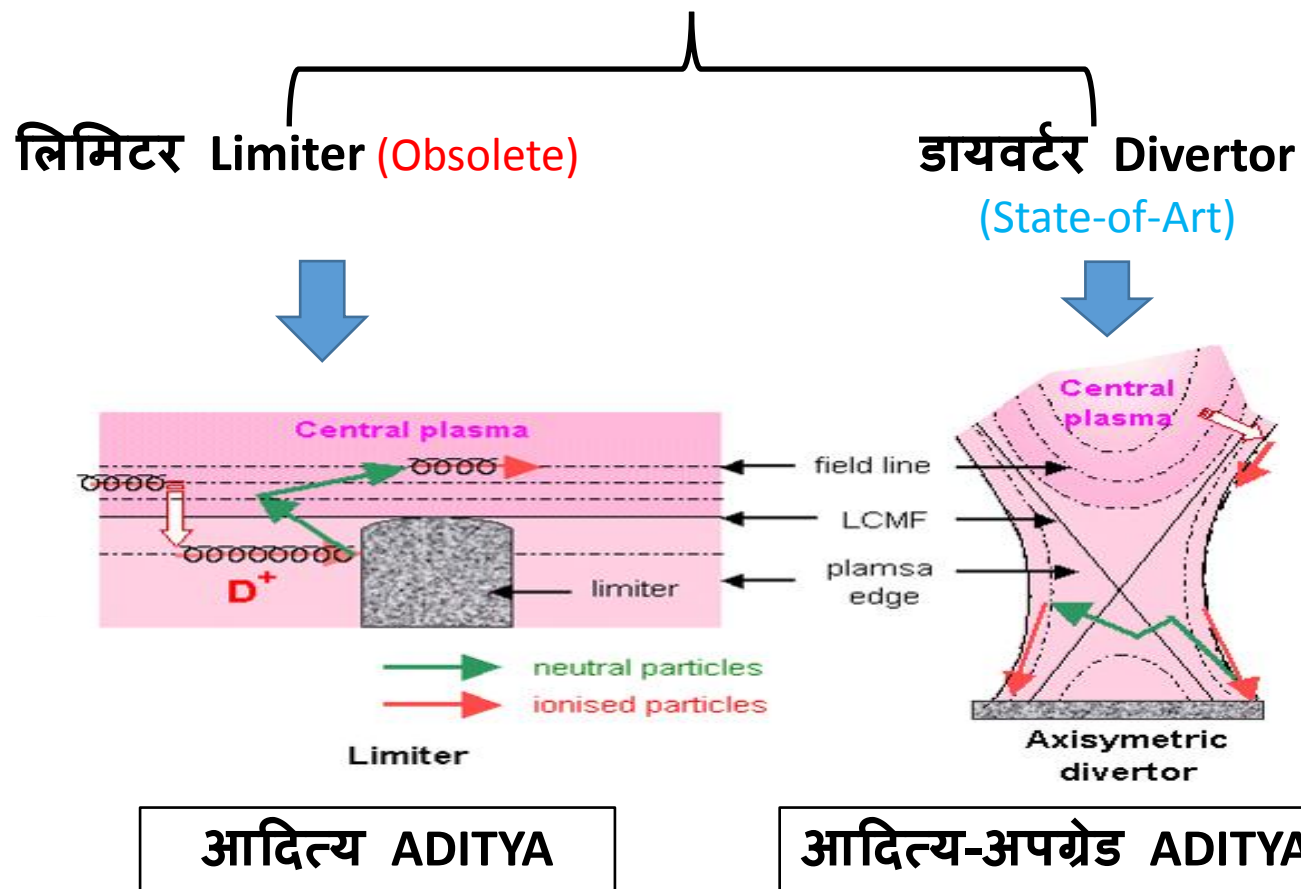 लिमिटर Limiter (Obsolete)
डायवर्टर Divertor
(State-of-Art)
Central plasma
D+
field line
LCMF
limiter
plamsa
edge
neutral particles
ionised particles
Limiter
Central
plasma
Axisymetric
divertor
आदित्य ADITYA
आदित्य-अपग्रेड ADITYA